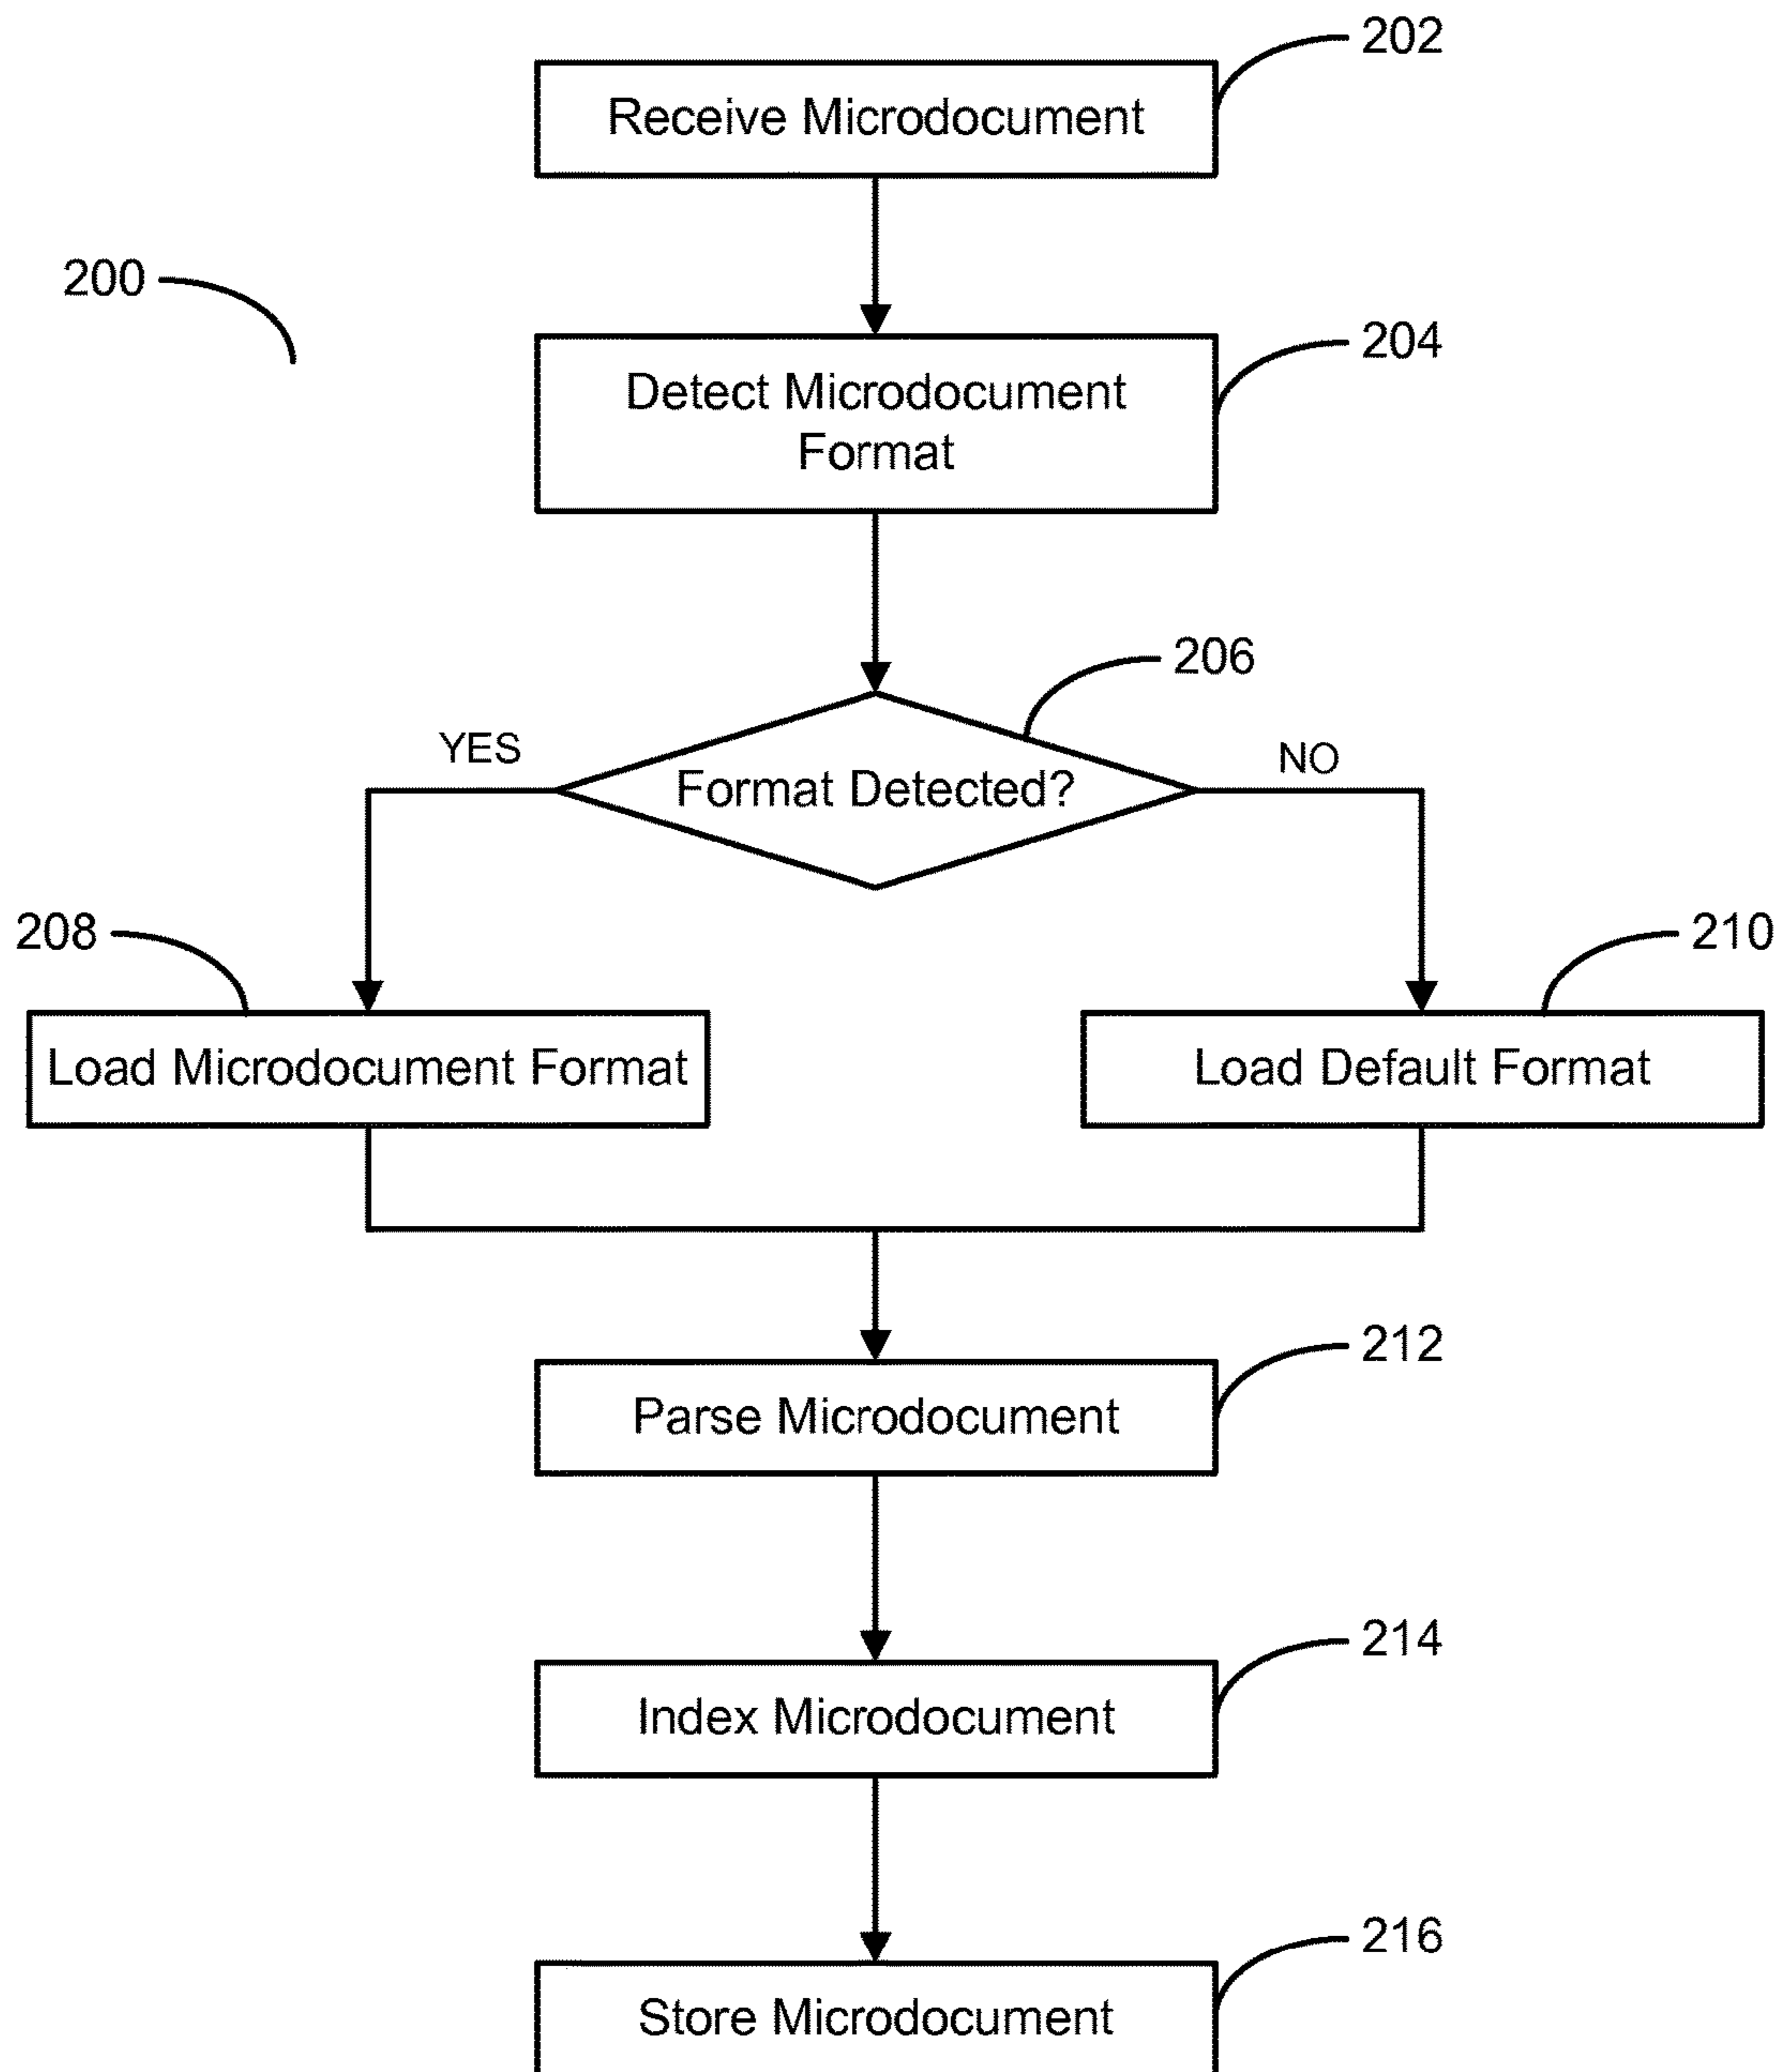 202
Receive Microdocument
200
204
Detect Microdocument
Format
206
YES
NO
Format Detected?
208
210
Load Microdocument Format
Load Default Format
212
Parse Microdocument
214
Index Microdocument
216
Store Microdocument